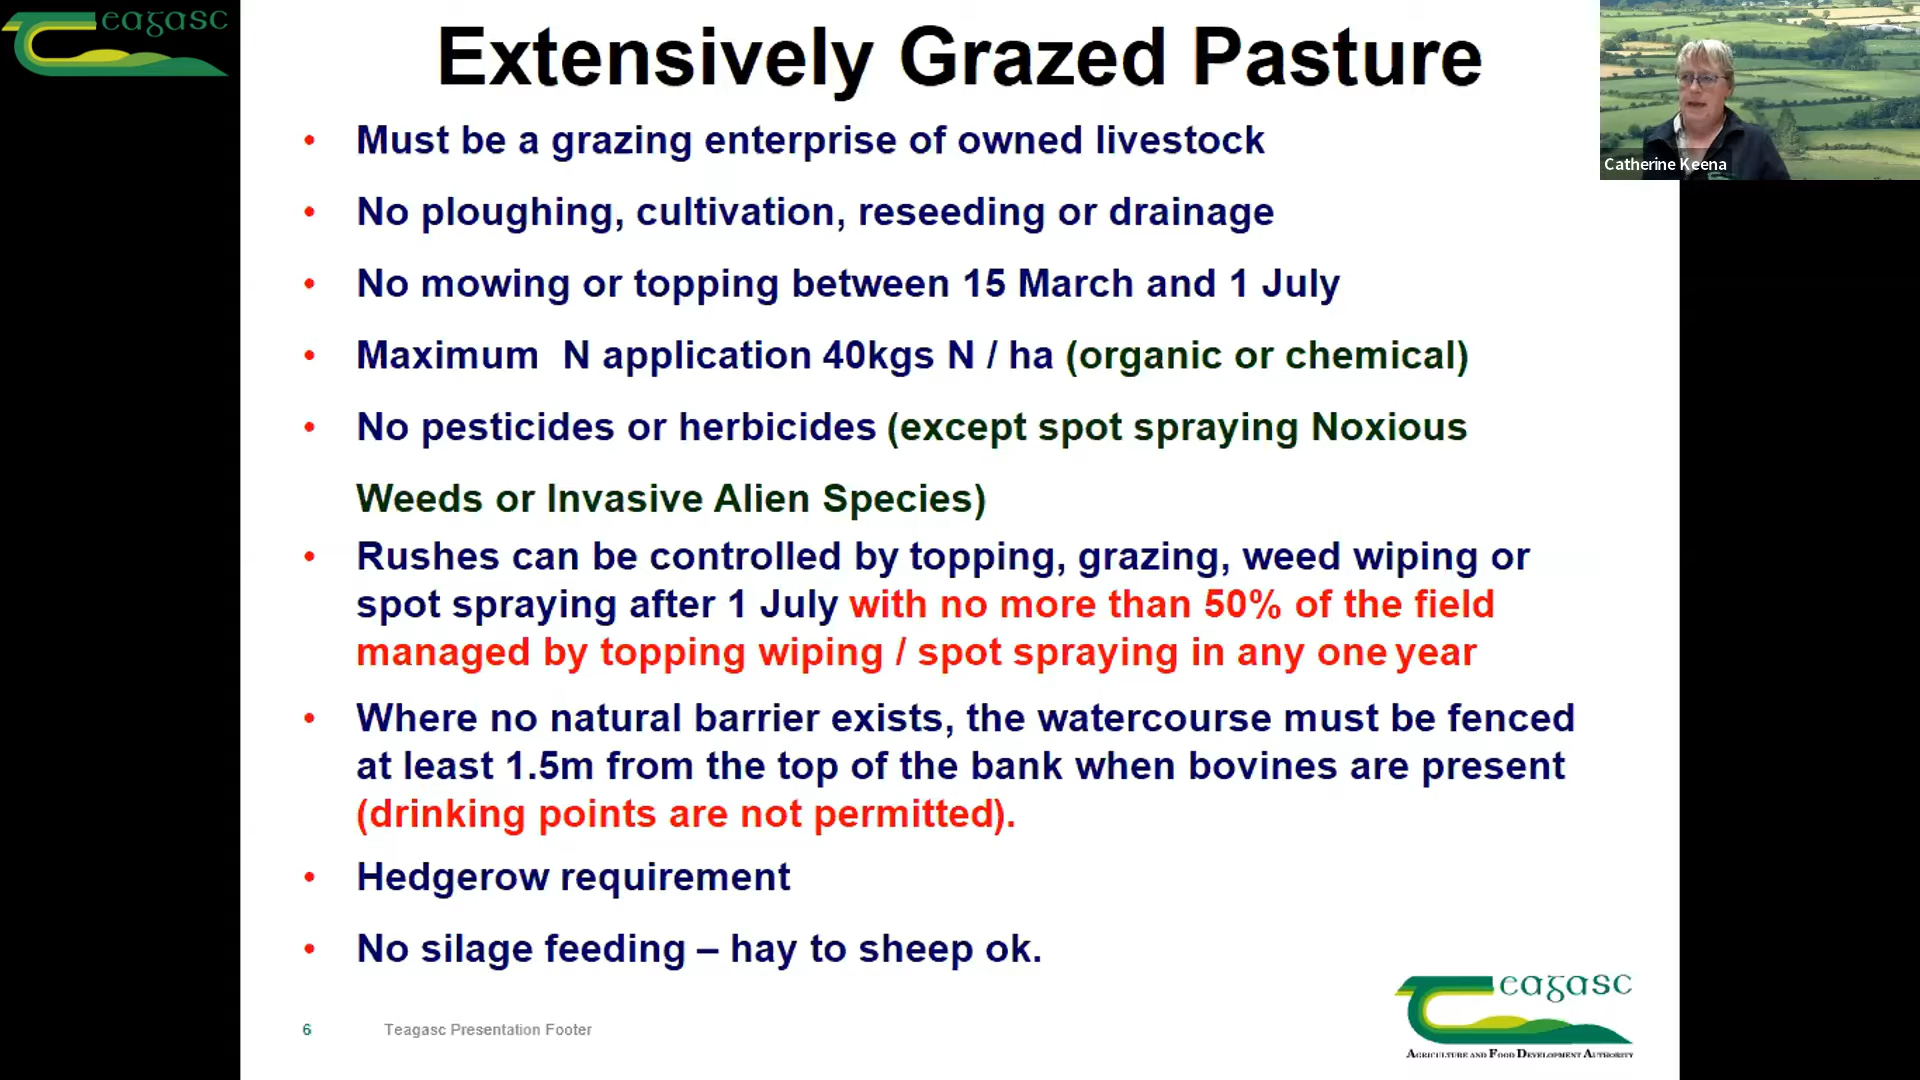 eagasc
Extensively Grazed Pasture
Catherine Keena
• Must be a grazing enterprise of owned livestock
• No ploughing, cultivation, reseeding or drainage
• No mowing or topping between 15 March and 1 July
• Maximum  N application 40kgs N / ha (organic or chemical)
• No pesticides or herbicides (except spot spraying Noxious
Weeds or Invasive Alien Species)
• Rushes can be controlled by topping, grazing, weed wiping or
spot spraying after 1 July with no more than 50% of the field
managed by topping wiping / spot spraying in any one year
• Where no natural barrier exists, the watercourse must be fenced
at least 1.5m from the top of the bank when bovines are present
(drinking points are not permitted).
• Hedgerow requirement
• No silage feeding – hay to sheep ok.
eagasc
AGRICULTURE AND FOOD DEVELOPMENT AUTHORITY
6 Teagasc Presentation Footer